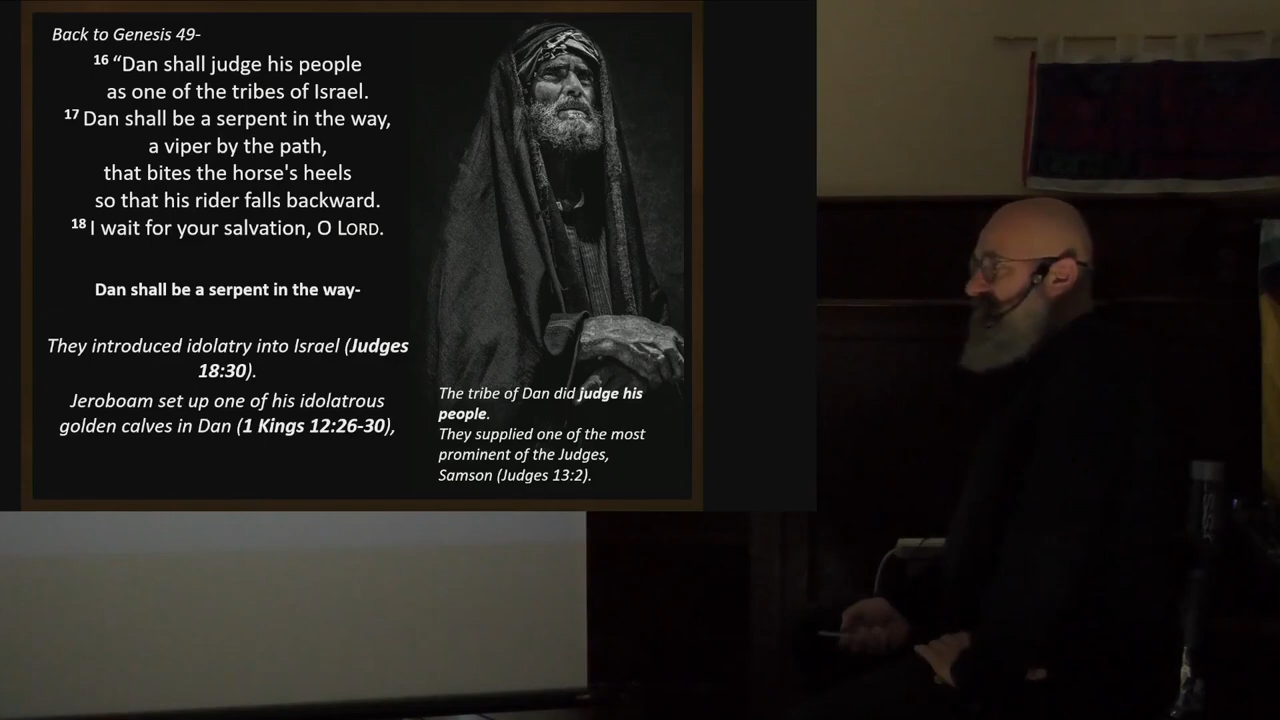 Back to Genesis 49-
16 “Dan shall judge his people
as one of the tribes of Israel.
17 Dan shall be a serpent in the way,
a viper by the path,
that bites the horse's heels
so that his rider falls backward.
18 I wait for your salvation, O LORD.
Dan shall be a serpent in the way-
They introduced idolatry into Israel (Judges
18:30).
Jeroboam set up one of his idolatrous
golden calves in Dan (1 Kings 12:26-30),
The tribe of Dan did judge his
people.
They supplied one of the most
prominent of the Judges,
Samson (Judges 13:2).